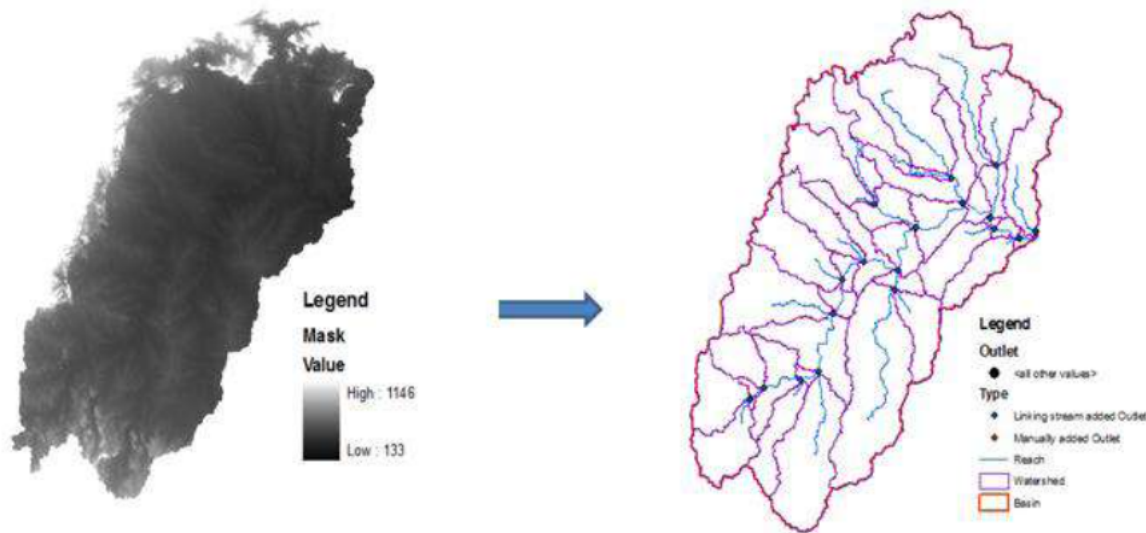 Legend
Mask
Value
High : 1146
Low : 133
Legend
Outlet
<all other values>
Type
Linking stream added Outlet
Manually added Outlet
Reach
Watershed
Basin